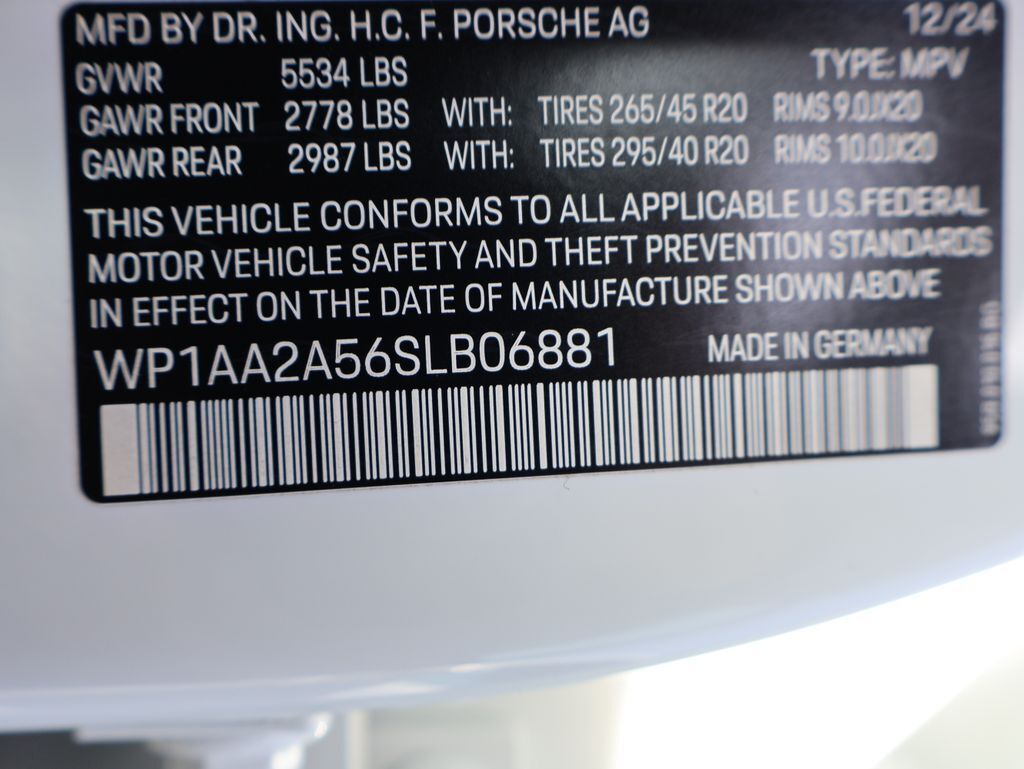 MFD BY DR. ING. H.C. F. PORSCHE AG 12/24
GVWR 5534 LBS TYPE: MPV
GAWR FRONT 2778 LBS WITH: TIRES 265/45 R20 RIMS 9.0JX20
GAWR REAR 2987 LBS WITH: TIRES 295/40 R20 RIMS 10.0JX20
THIS VEHICLE CONFORMS TO ALL APPLICABLE U.S.FEDERAL
MOTOR VEHICLE SAFETY AND THEFT PREVENTION STANDARDS
IN EFFECT ON THE DATE OF MANUFACTURE SHOWN ABOVE
WP1AA2A56SLB06881 MADE IN GERMANY